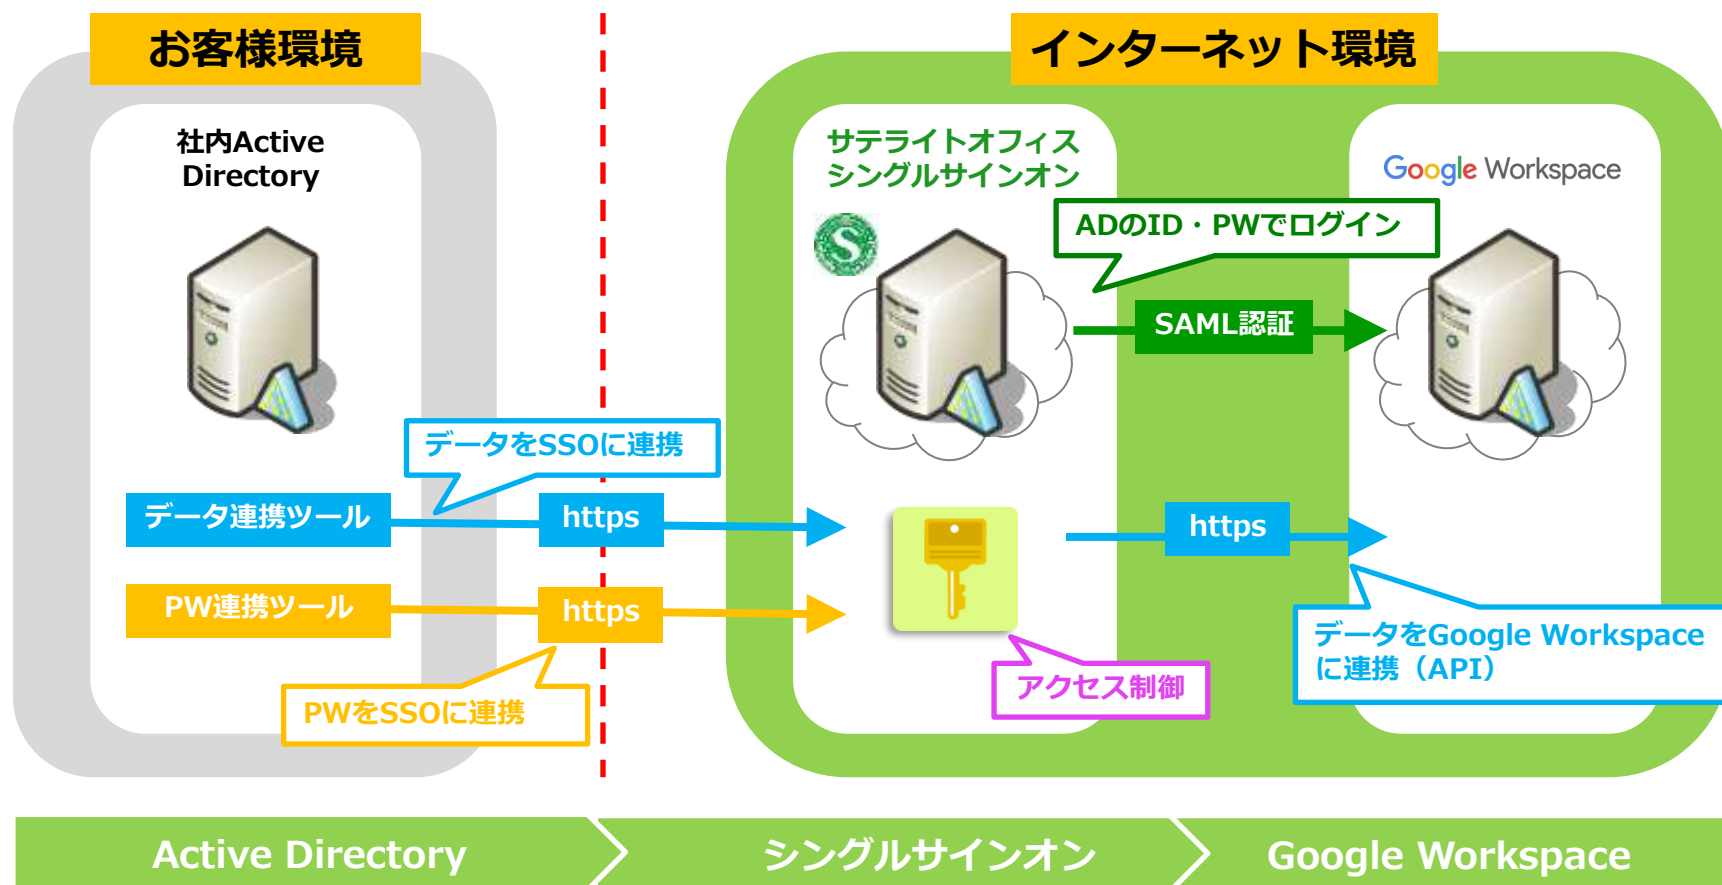 お客様環境
インターネット環境
社内Active
Directory
サテライトオフィス
シングルサインオン
Google Workspace
S
ADのID・PWでログイン
SAML認証
データをSSOに連携
データ連携ツール
https
https
PW連携ツール
https
PWをSSOに連携
アクセス制御
データをGoogle Workspace
に連携（API）
Active Directory
シングルサインオン
Google Workspace